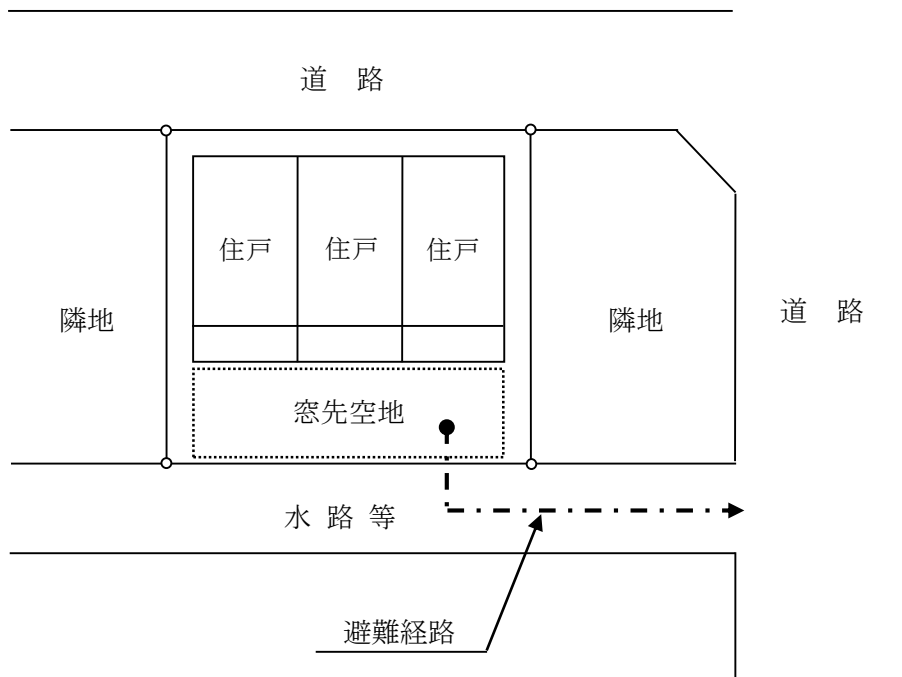 道 路
住戸 住戸 住戸
隣地 隣地 道 路
窓先空地
水 路 等
避難経路